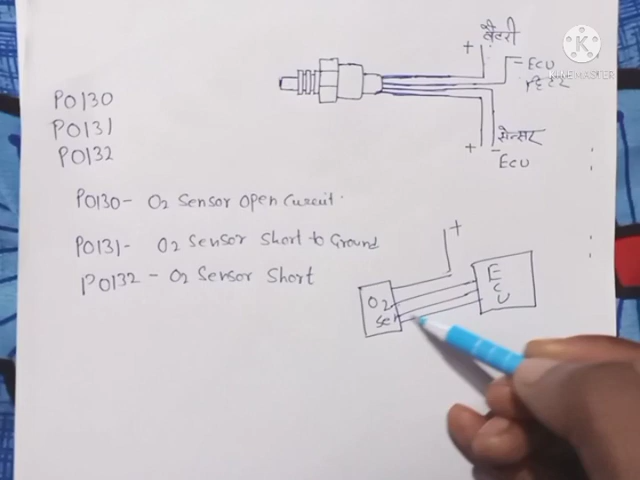 बैटरी
+
ECU
हिटर
P0130
P0131
P0132
सेन्सर
+ -
ECU
P0130- O2 Sensor Open Curcuit.
P0131- O2 Sensor Short to Ground
P0132 - O2 Sensor Short
+
ECU
O2
Sen
KINEMASTER